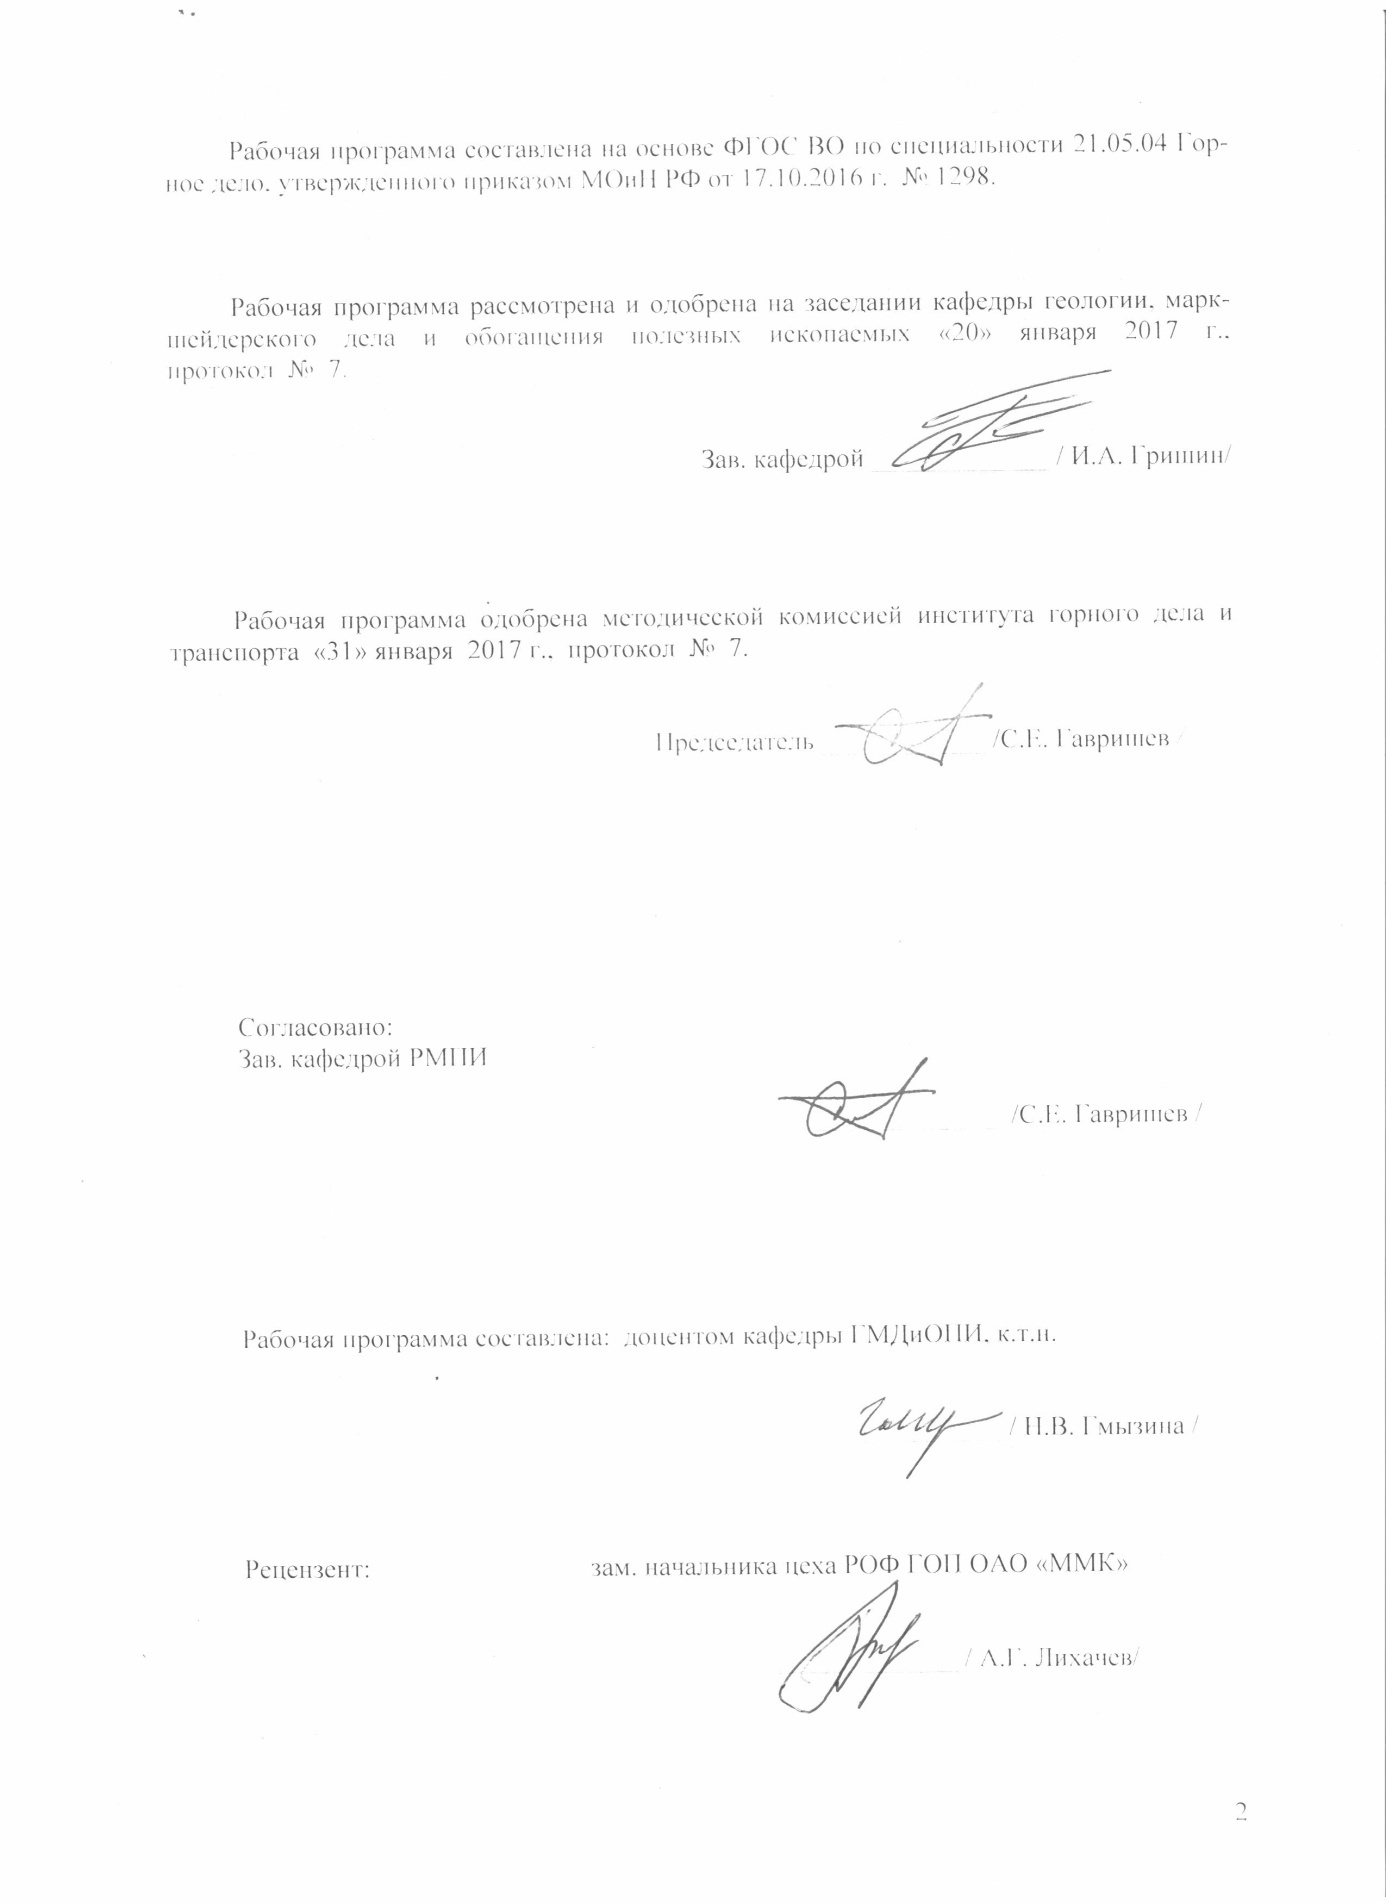 Рабочая программа составлена на основе ФГОС ВО по специальности 21.05.04 Гор-
ное дело, утвержденного приказом МОиН РФ от 17.10.2016 г. № 1298.
Рабочая программа рассмотрена и одобрена на заседании кафедры геологии, марк-
шейдерского дела и обогащения полезных ископаемых «20» января 2017 г.,
протокол № 7.
Зав. кафедрой / И.А. Гришин/
Рабочая программа одобрена методической комиссией института горного дела и
транспорта «31» января 2017 г., протокол № 7.
Председатель /С.Е. Гавришев /
Согласовано:
Зав. кафедрой РМПИ
/С.Е. Гавришев /
Рабочая программа составлена: доцентом кафедры ГМДиОПИ, к.т.н.
/ Н.В. Гмызина /
Рецензент: зам. начальника цеха РОФ ГОП ОАО «ММК»
/ А.Г. Лихачев/
2